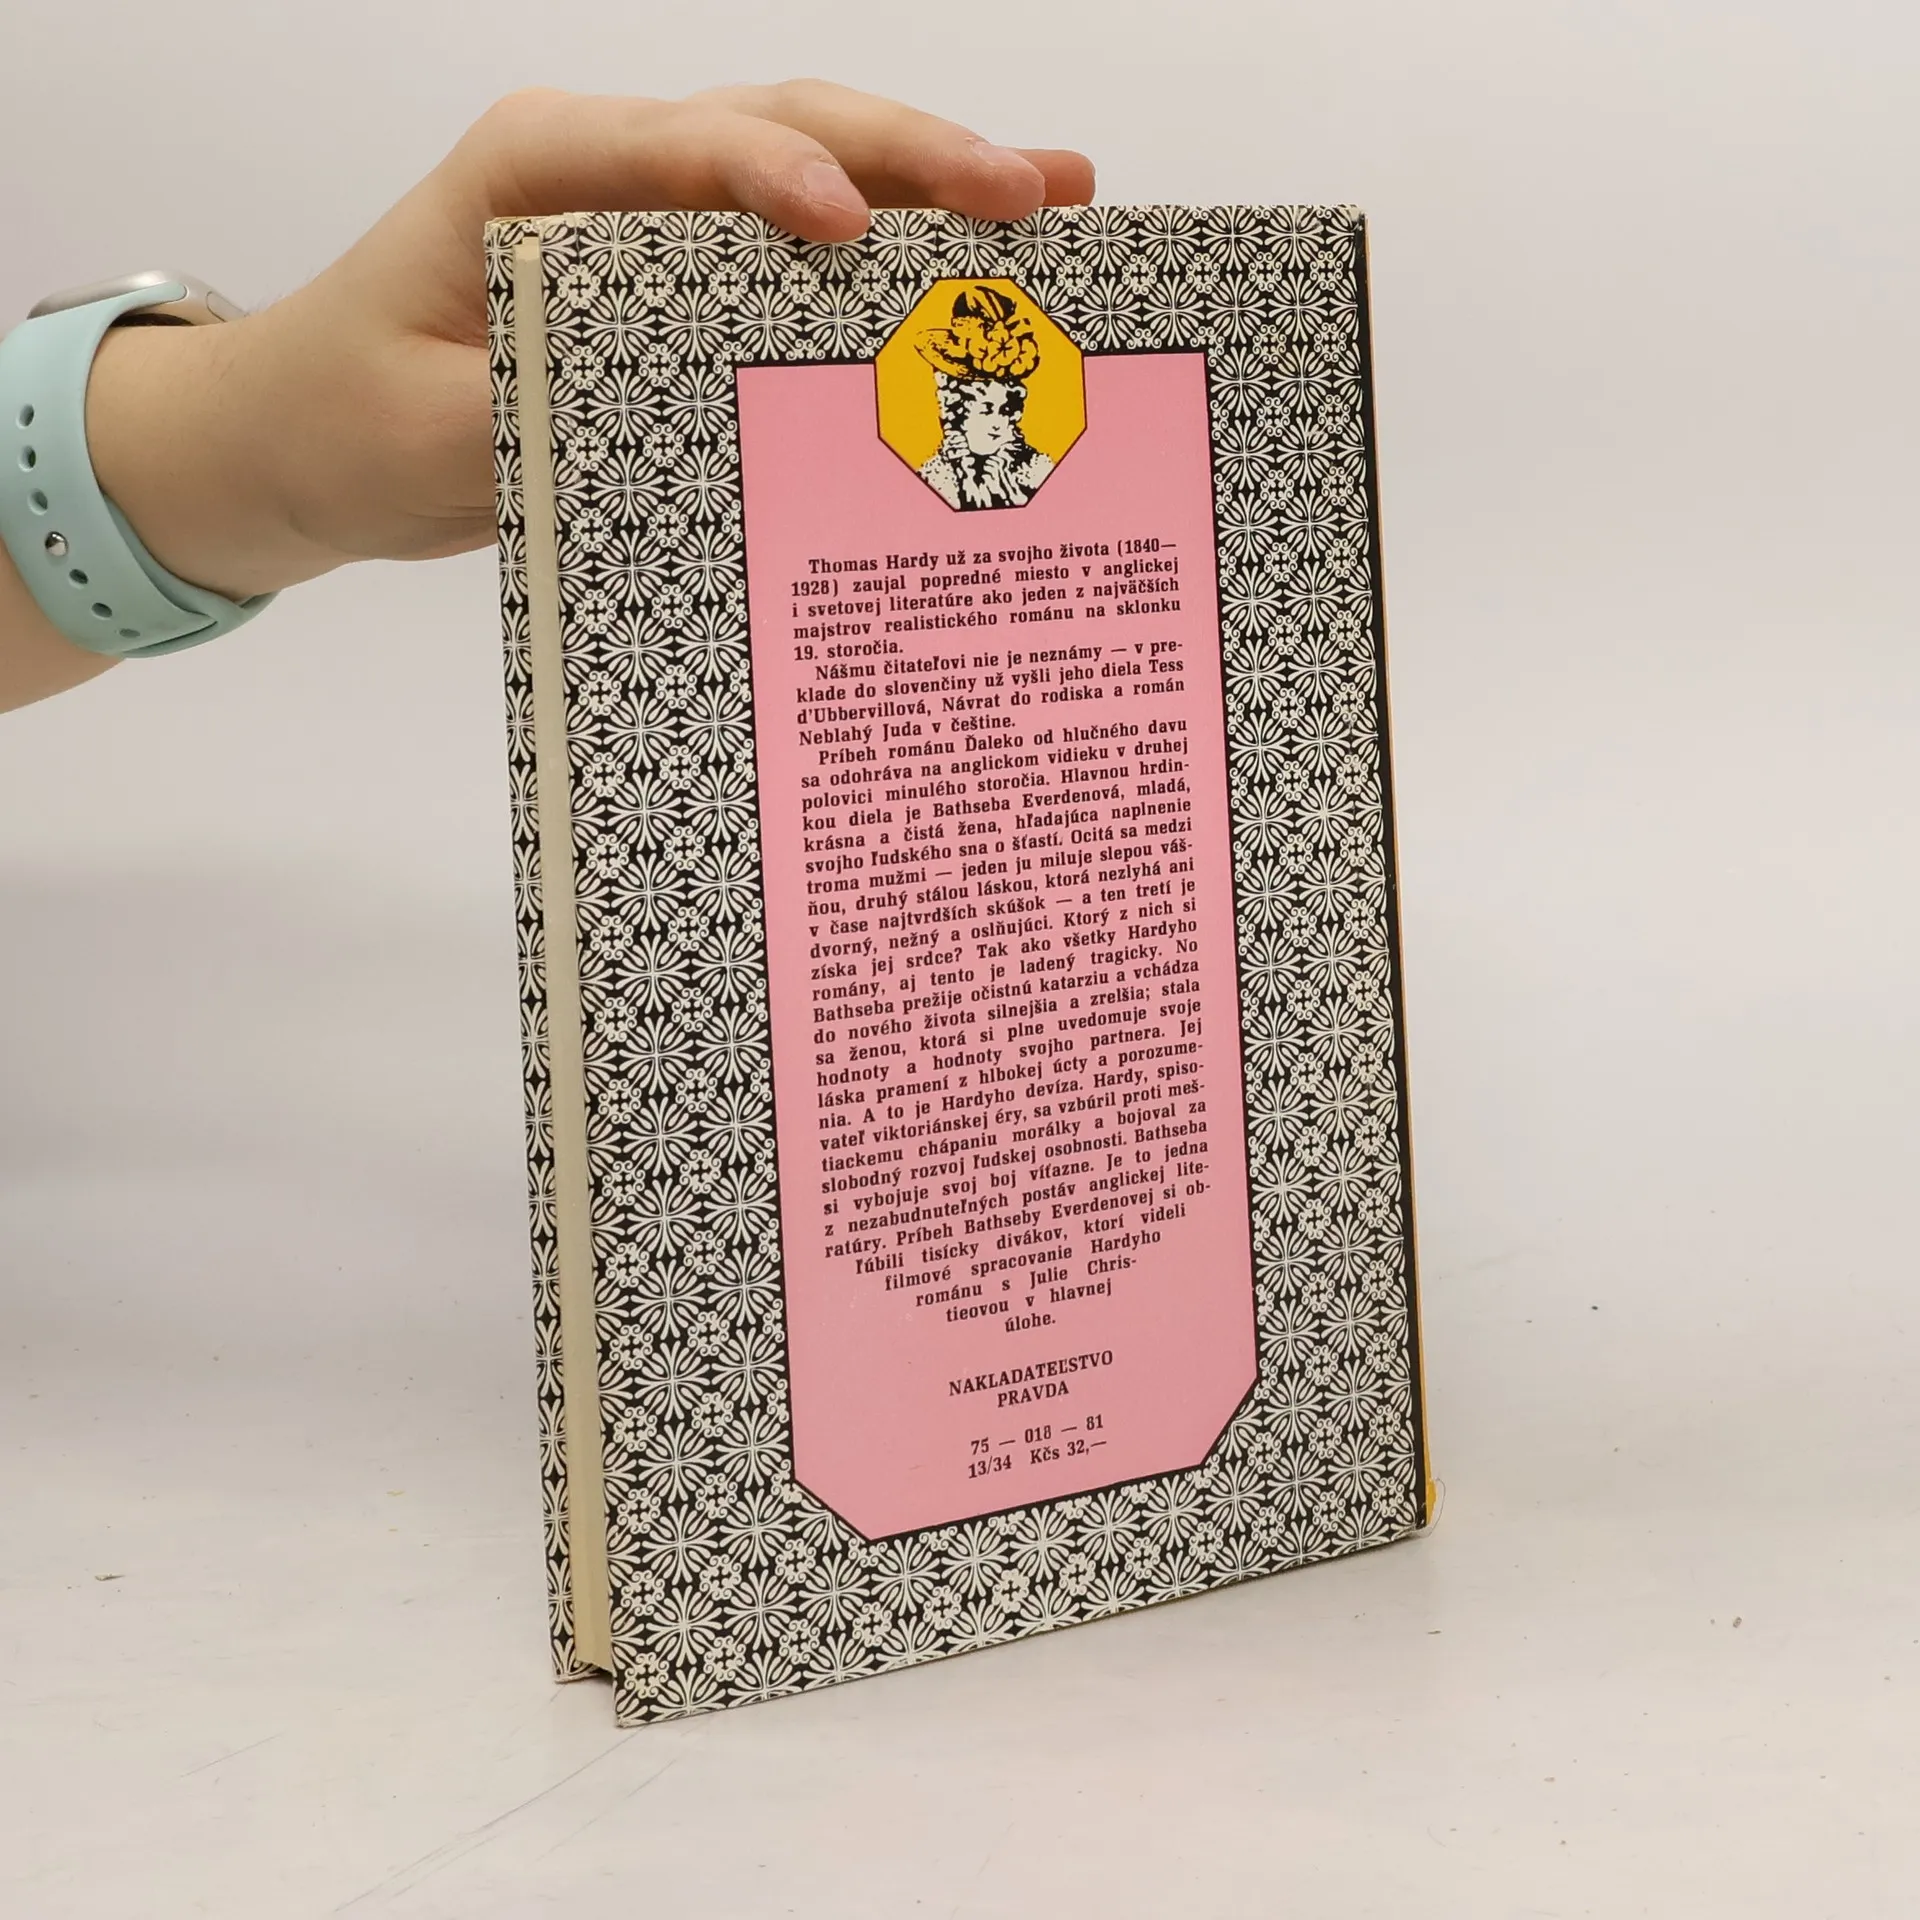 Thomas Hardy už za svojho života (1840—
1928) zaujal popredné miesto v anglickej
i svetovej literatúre ako jeden z najväčších
majstrov realistického románu na sklonku
19. storočia.
Nášmu čitateľovi nie je neznámy — v pre-
klade do slovenčiny už vyšli jeho diela Tess
d'Ubbervillová, Návrat do rodiska a román
Neblahý Juda v češtine.
Príbeh románu Ďaleko od hlučného davu
sa odohráva na anglickom vidieku v druhej
polovici minulého storočia. Hlavnou hrdin-
kou diela je Bathseba Everdenová, mladá,
krásna a čistá žena, hľadajúca naplnenie
svojho ľudského sna o šťastí. Ocitá sa medzi
troma mužmi — jeden ju miluje slepou váš-
ňou, druhý stálou láskou, ktorá nezlyhá ani
v čase najtvrdších skúšok — a ten tretí je
dvorný, nežný a oslňujúci. Ktorý z nich si
získa jej srdce? Tak ako všetky Hardyho
romány, aj tento je ladený tragicky. No
Bathseba prežije očistnú katarziu a vchádza
do nového života silnejšia a zrelšia; stala
sa ženou, ktorá si plne uvedomuje svoje
hodnoty a hodnoty svojho partnera. Jej
láska pramení z hlbokej úcty a porozume-
nia. A to je Hardyho devíza. Hardy, spiso-
vateľ viktoriánskej éry, sa vzbúril proti meš-
tiackemu chápaniu morálky a bojoval za
slobodný rozvoj ľudskej osobnosti. Bathseba
si vybojuje svoj boj víťazne. Je to jedna
z nezabudnuteľných postáv anglickej lite-
ratúry. Príbeh Bathseby Everdenovej si ob-
ľúbili tisícky divákov, ktorí videli
filmové spracovanie Hardyho
románu s Julie Chris-
tieovou v hlavnej
úlohe.
NAKLADATEĽSTVO
PRAVDA
75 — 018 — 81
13/34 Kčs 32,—